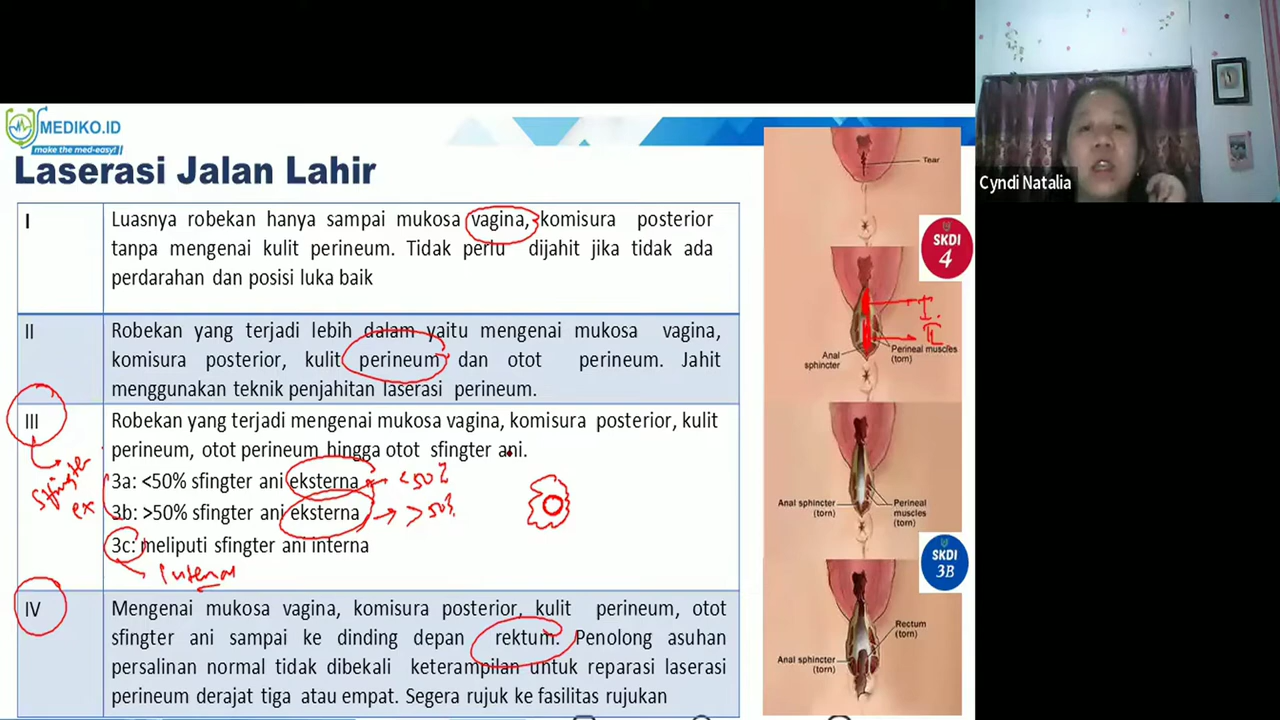 MEDIKO.ID
make the med-easy!
Laserasi Jalan Lahir
I
Luasnya robekan hanya sampai mukosa vagina, komisura posterior
tanpa mengenai kulit perineum. Tidak perlu dijahit jika tidak ada
perdarahan dan posisi luka baik
II
Robekan yang terjadi lebih dalam yaitu mengenai mukosa vagina,
komisura posterior, kulit perineum dan otot perineum. Jahit
menggunakan teknik penjahitan laserasi perineum.
III
Robekan yang terjadi mengenai mukosa vagina, komisura posterior, kulit
perineum, otot perineum hingga otot sfingter ani.
3a: <50% sfingter ani eksterna
<50%
3b: >50% sfingter ani eksterna
>50%
3c: meliputi sfingter ani interna
Sfingter
ex
Internal
IV
Mengenai mukosa vagina, komisura posterior, kulit perineum, otot
sfingter ani sampai ke dinding depan rektum. Penolong asuhan
persalinan normal tidak dibekali keterampilan untuk reparasi laserasi
perineum derajat tiga atau empat. Segera rujuk ke fasilitas rujukan
Tear
SKDI
4
I.
II
Anal
sphincter
Perineal muscles
(torn)
Anal sphincter
(torn)
Perineal
muscles
(torn)
SKDI
3B
Rectum
(torn)
Anal sphincter
(torn)
Cyndi Natalia